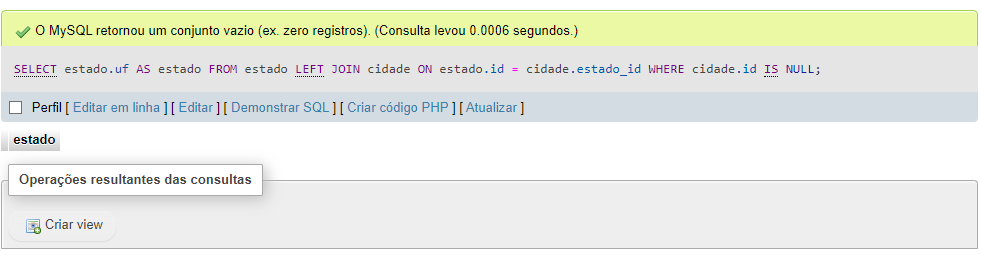 O MySQL retornou um conjunto vazio (ex. zero registros). (Consulta levou 0.0006 segundos.)
SELECT estado.uf AS estado FROM estado LEFT JOIN cidade ON estado.id = cidade.estado_id WHERE cidade.id IS NULL;
Perfil [ Editar em linha ] [ Editar ] [ Demonstrar SQL ] [ Criar código PHP ] [ Atualizar ]
estado
Operações resultantes das consultas
Criar view